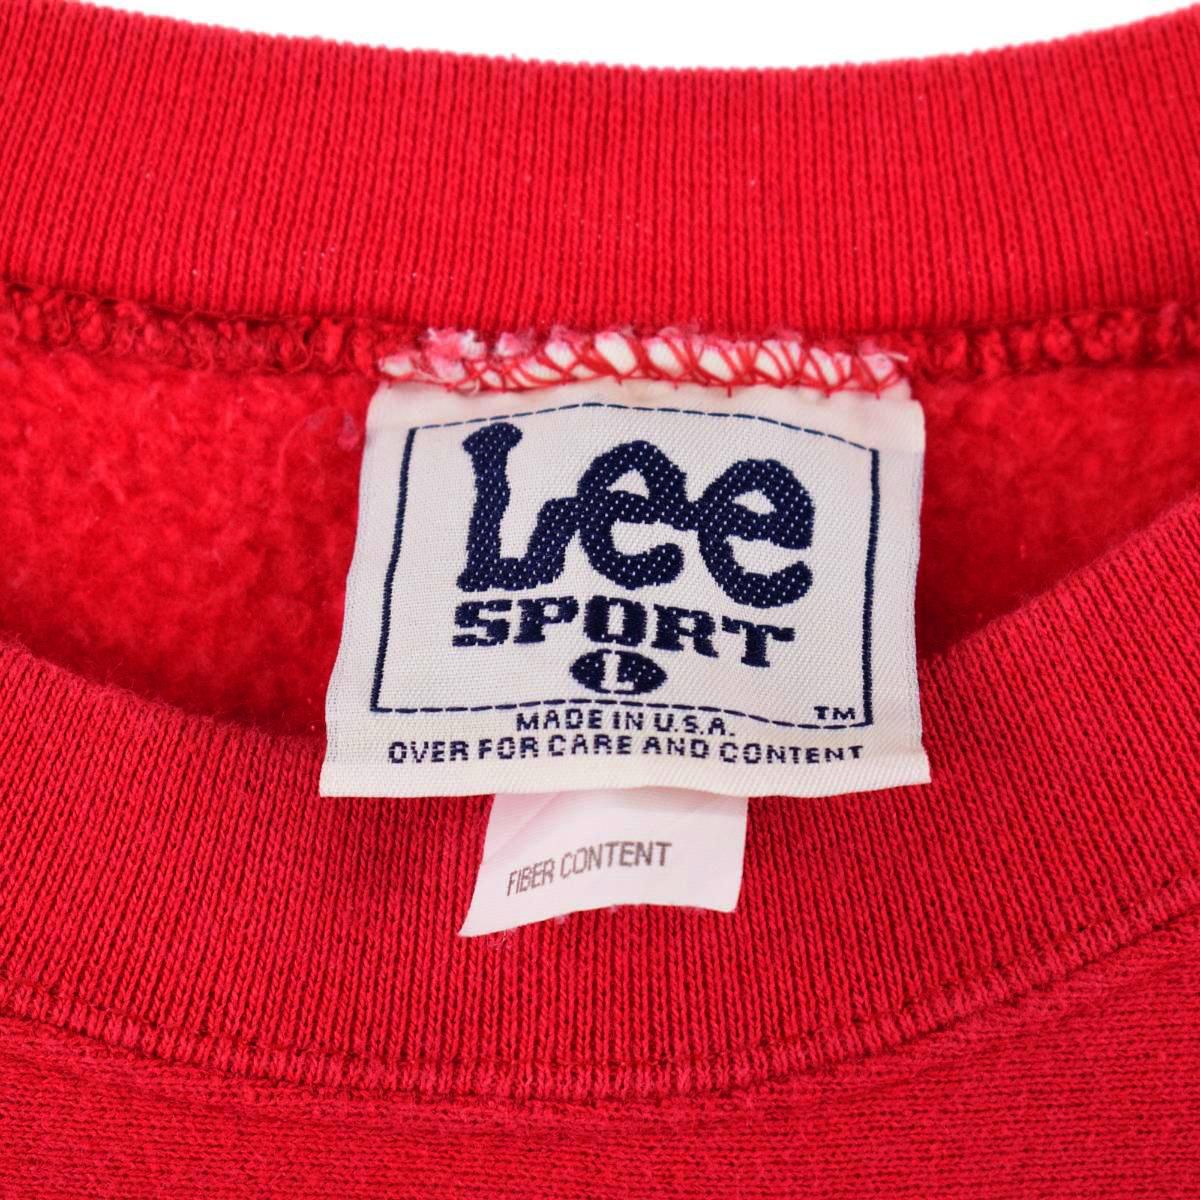 Lee
SPORT
L
TM
MADE IN U.S.A.
OVER FOR CARE AND CONTENT
FIBER CONTENT